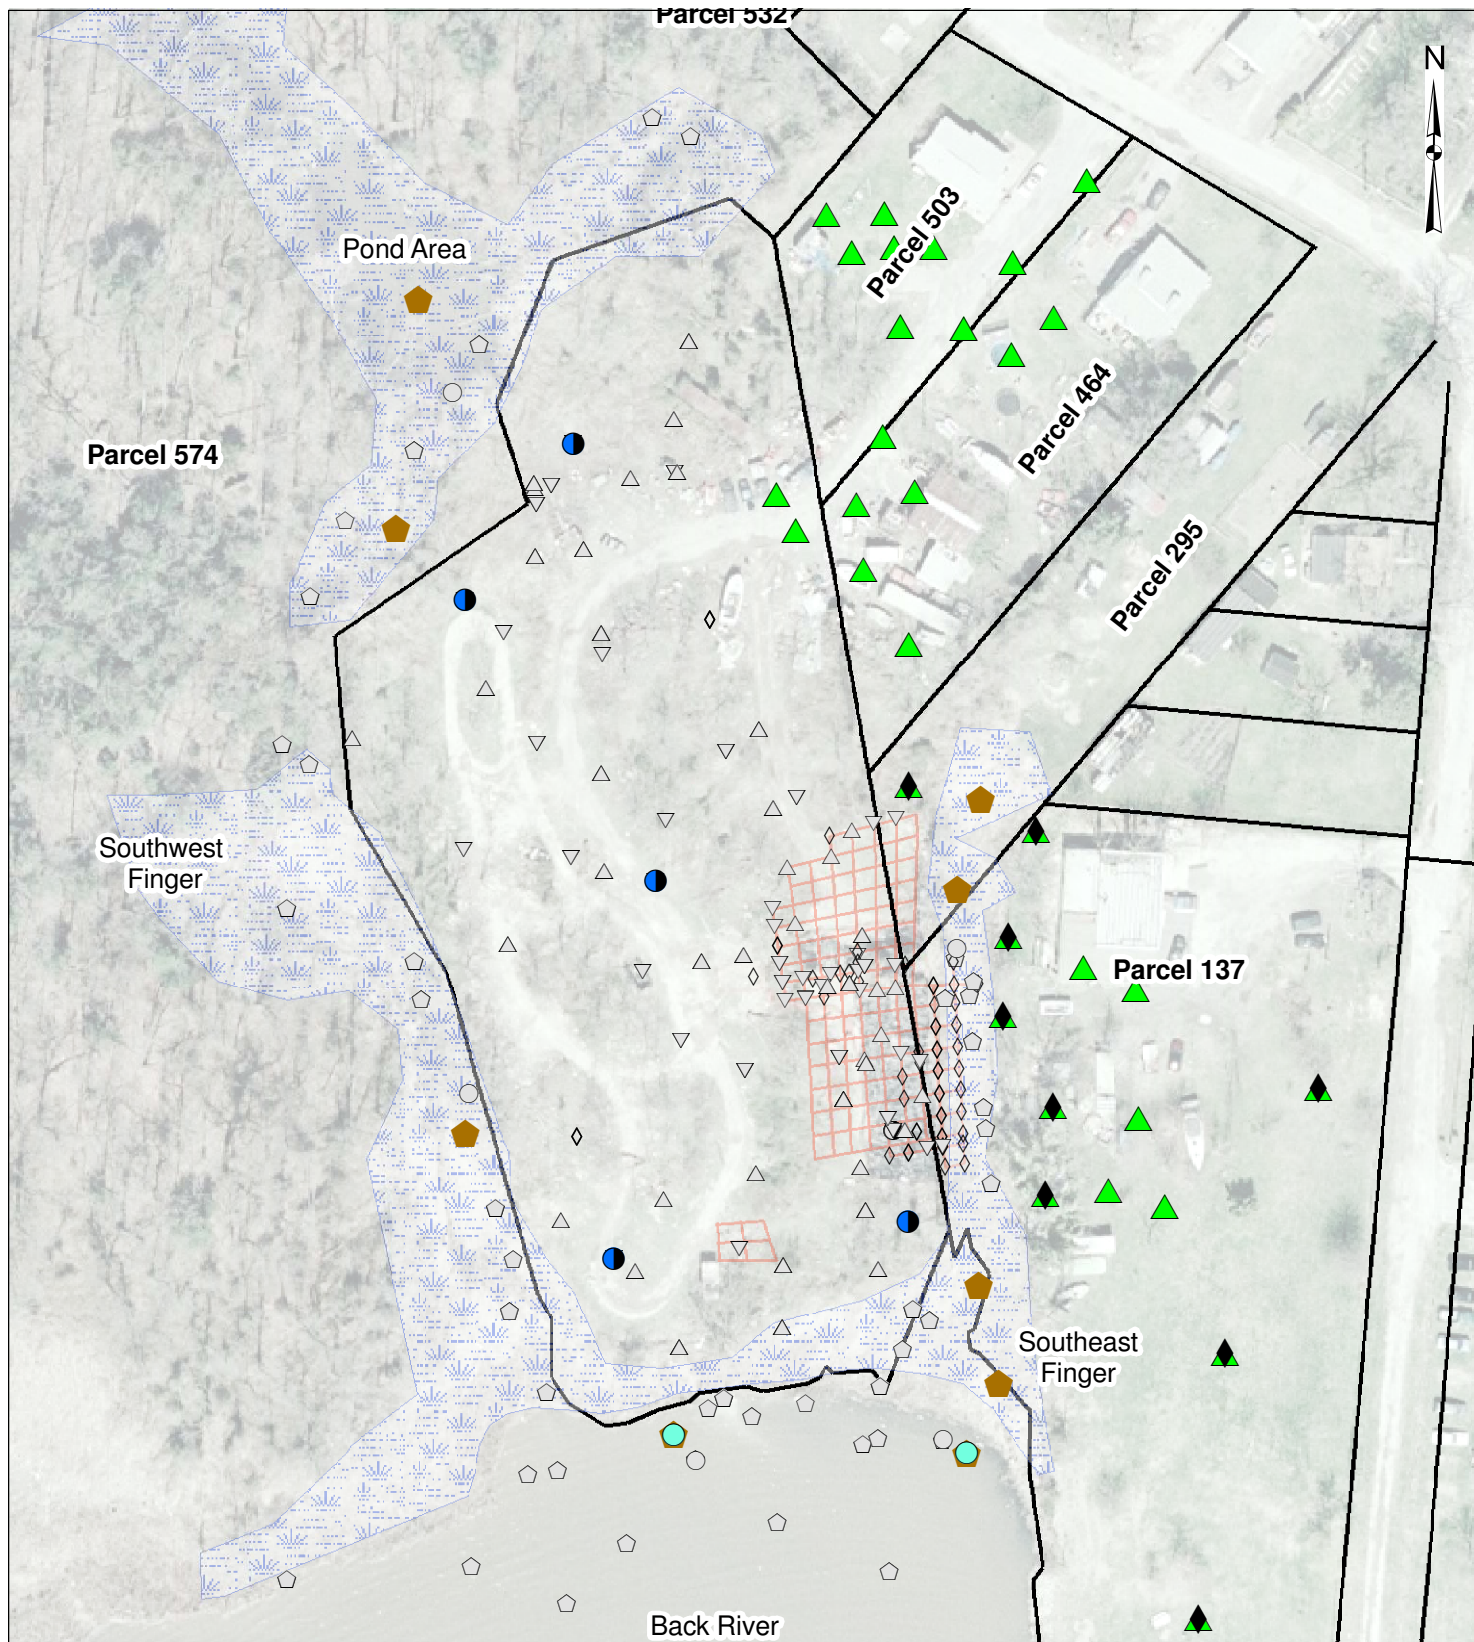 Parcel 532
N
Parcel 503
Pond Area
Parcel 464
Parcel 574
Parcel 295
Southwest
Finger
Parcel 137
Southeast
Finger
Back River